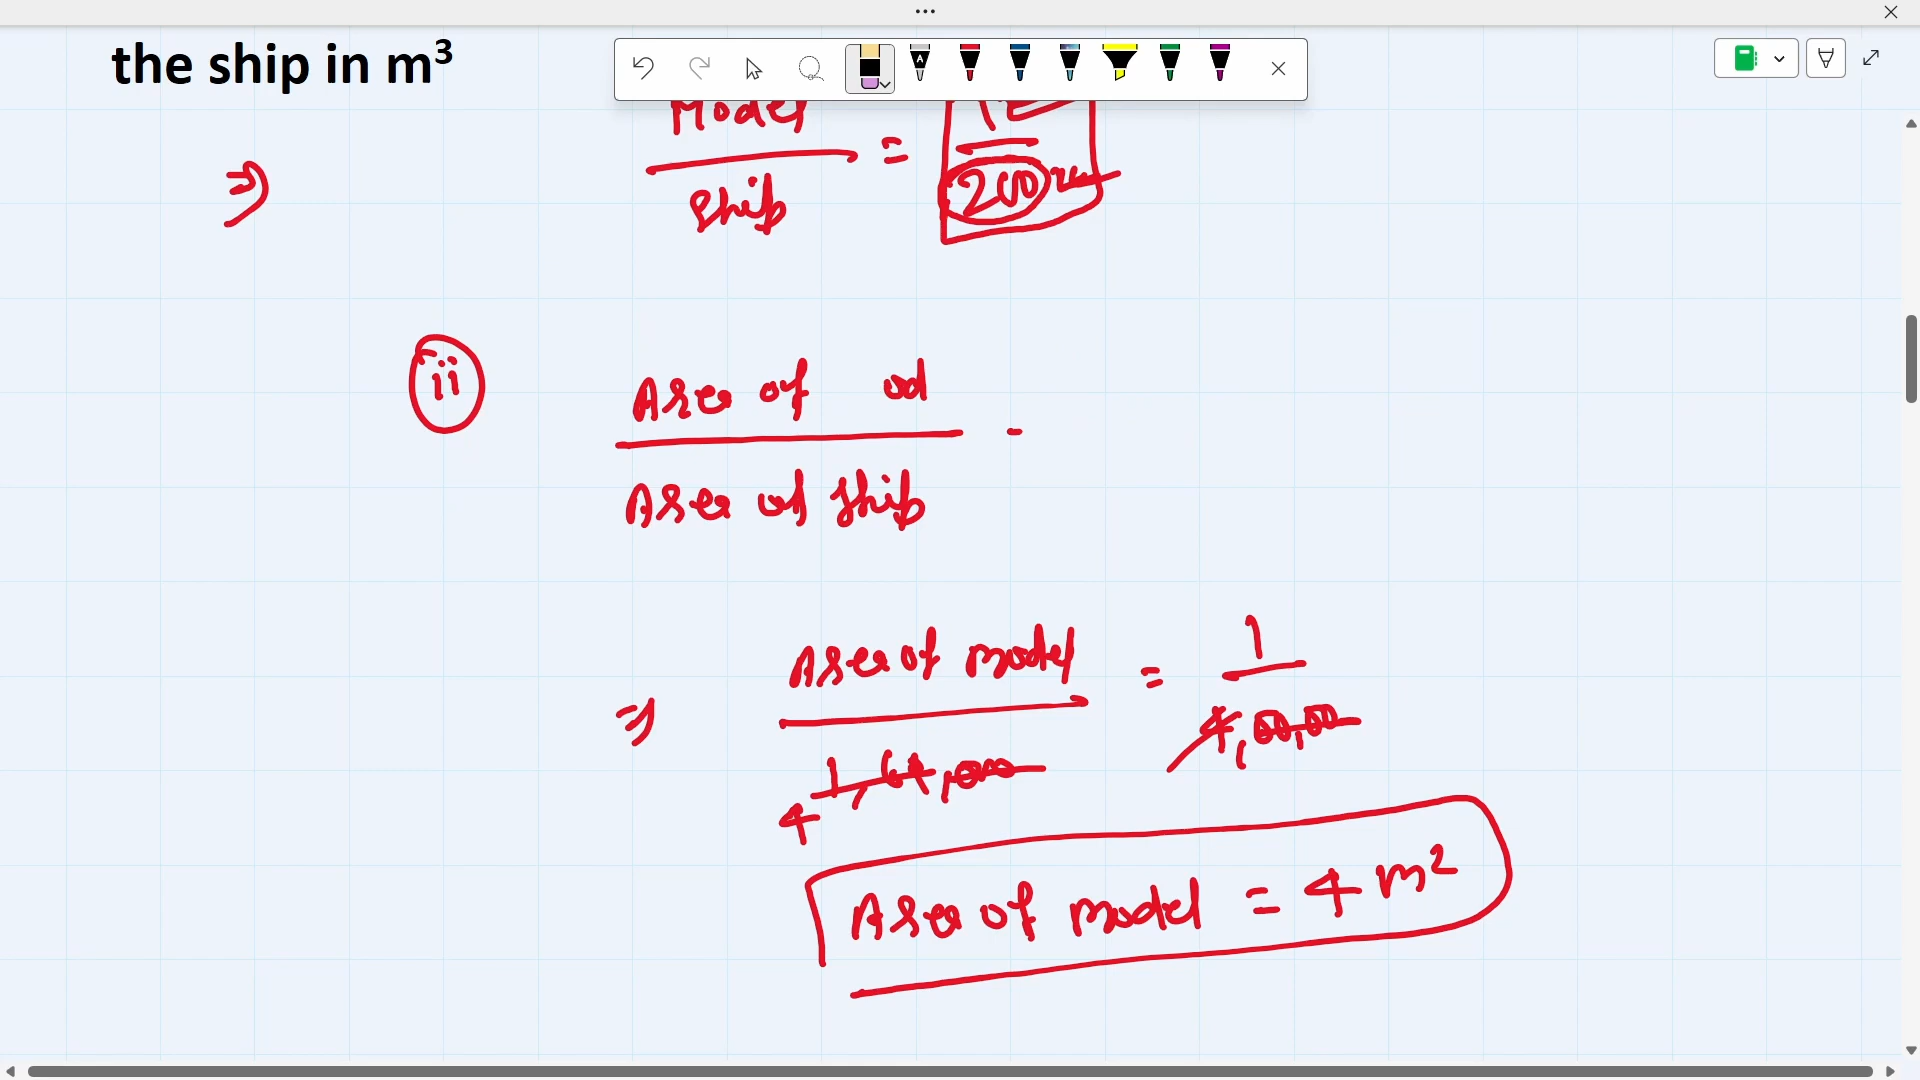 the ship in m³
Model
⇒
ship
=
200
ii
Area of od
-
Area of ship
⇒
Area of model = 1
1,64,000
4,00,00
4
Area of model = 4 m²